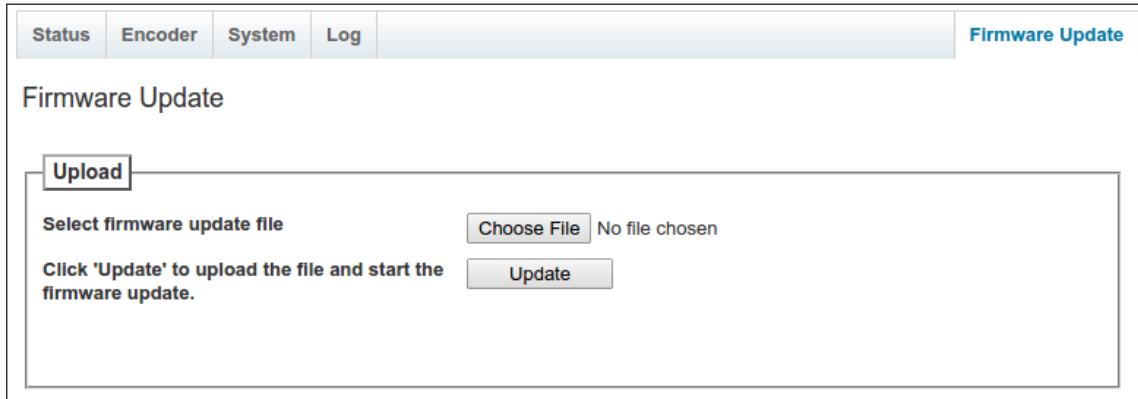 Status Encoder System Log Firmware Update
Firmware Update
Upload
Select firmware update file Choose File No file chosen
Click 'Update' to upload the file and start the Update
firmware update.